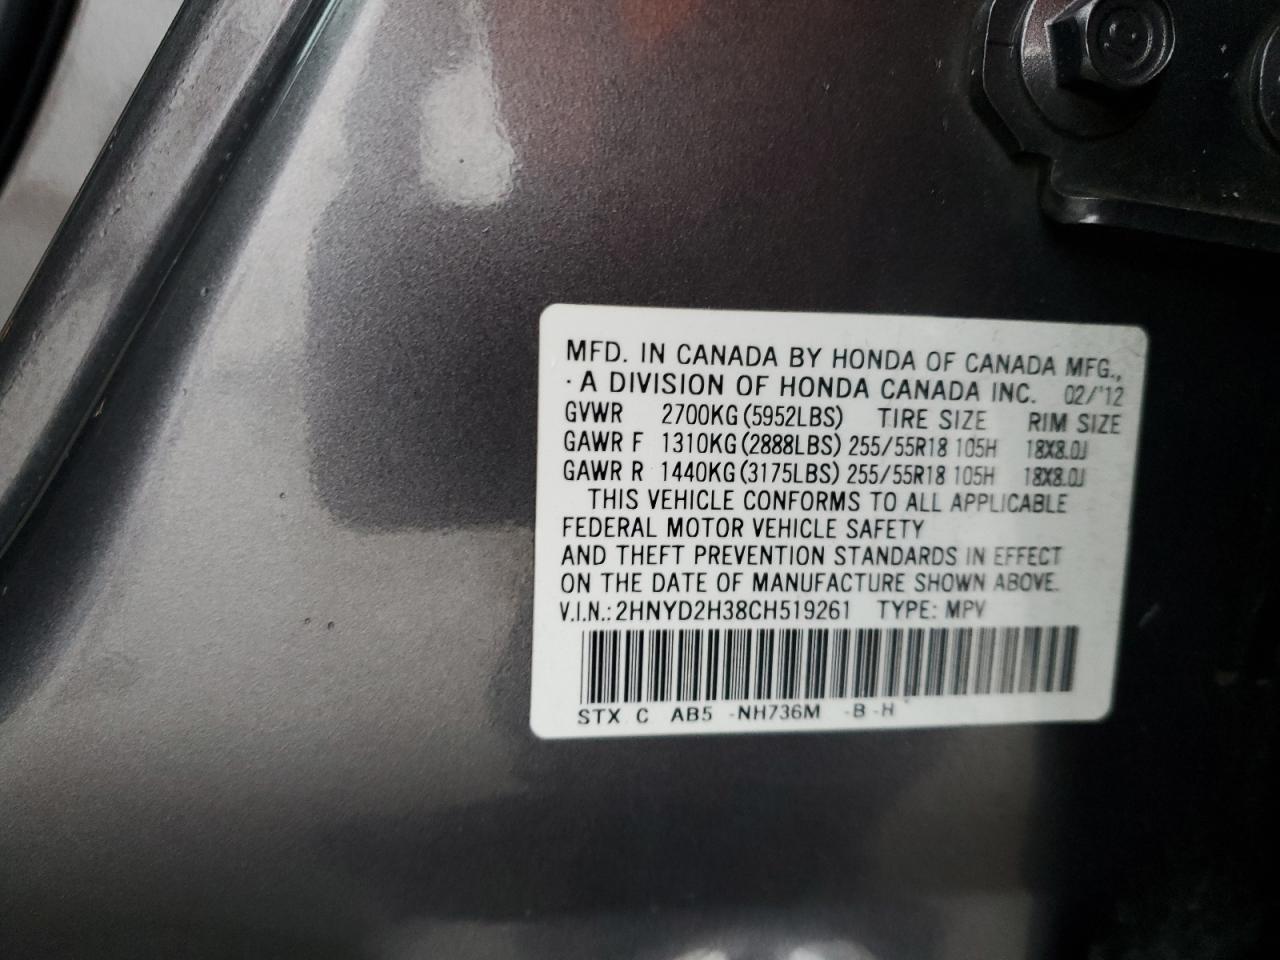 MFD. IN CANADA BY HONDA OF CANADA MFG.,
· A DIVISION OF HONDA CANADA INC. 02/'12
GVWR 2700KG(5952LBS) TIRE SIZE RIM SIZE
GAWR F 1310KG(2888LBS) 255/55R18 105H 18X8.0J
GAWR R 1440KG(3175LBS) 255/55R18 105H 18X8.0J
THIS VEHICLE CONFORMS TO ALL APPLICABLE
FEDERAL MOTOR VEHICLE SAFETY
AND THEFT PREVENTION STANDARDS IN EFFECT
ON THE DATE OF MANUFACTURE SHOWN ABOVE.
V.I.N.: 2HNYD2H38CH519261 TYPE: MPV
STX C AB5 -NH736M -B -H